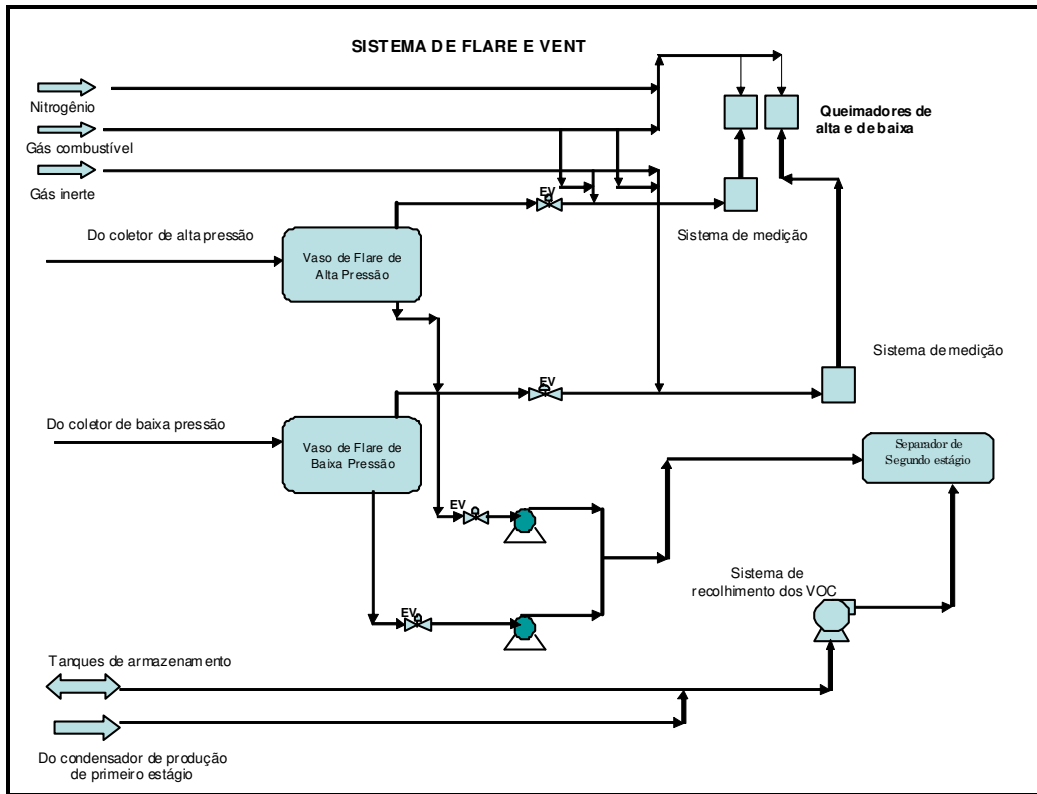 SISTEMA DE FLARE E VENT
Nitrogênio
Gás combustível
Gás inerte
Queimadores de
alta e de baixa
EV
Do coletor de alta pressão
Vaso de Flare de
Alta Pressão
Sistema de medição
EV
Sistema de medição
Do coletor de baixa pressão
Vaso de Flare de
Baixa Pressão
Separador de
Segundo estágio
EV
Sistema de
recolhimento dos VOC
EV
Tanques de armazenamento
Do condensador de produção
de primeiro estágio